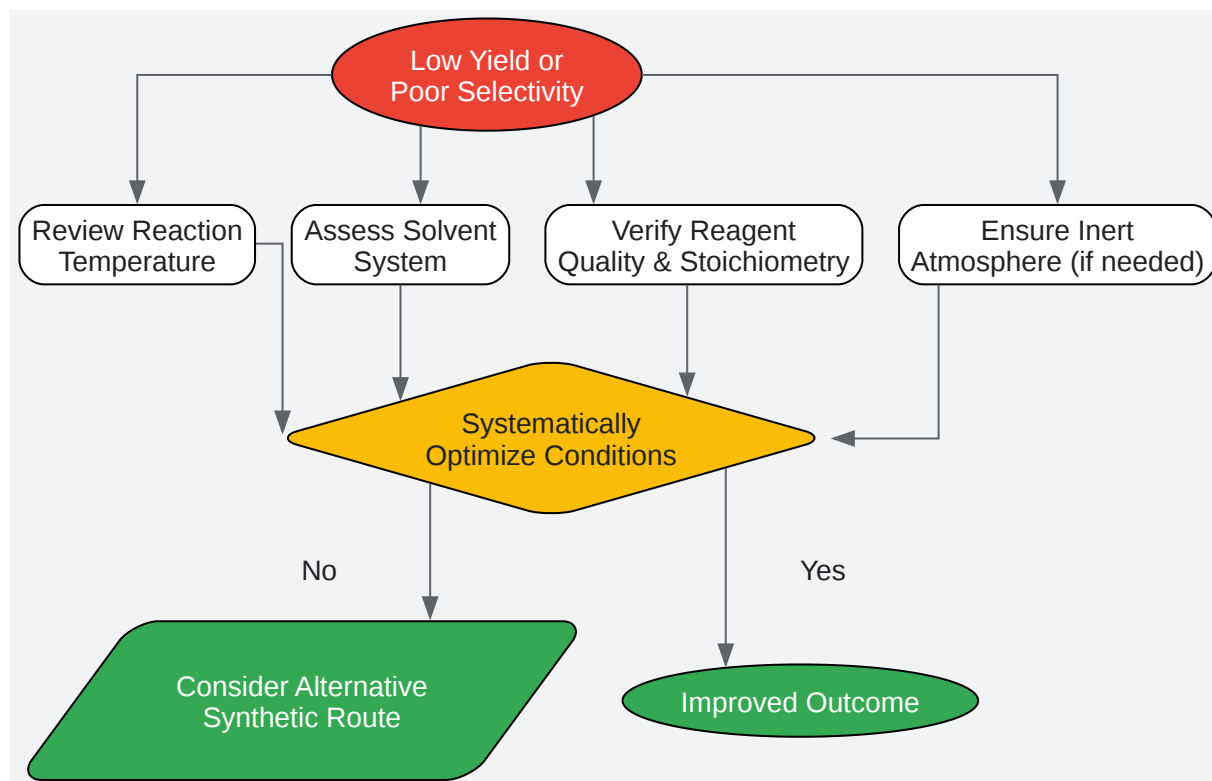 Low Yield or
Poor Selectivity
Review Reaction
Temperature
Assess Solvent
System
Verify Reagent
Quality & Stoichiometry
Ensure Inert
Atmosphere (if needed)
Systematically
Optimize Conditions
No
Yes
Consider Alternative
Synthetic Route
Improved Outcome